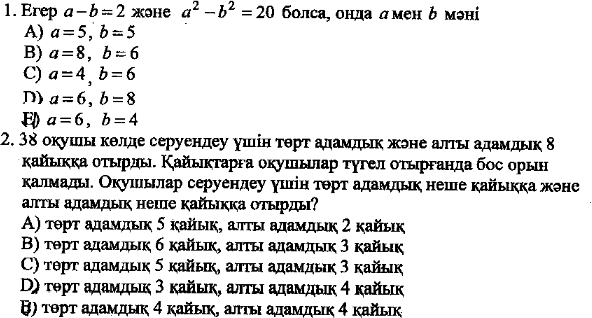 1. Егер a−b=2 және a²−b²=20 болса, онда a мен b мәні
A) a=5, b=5
B) a=8, b=6
C) a=4, b=6
D) a=6, b=8
E) a=6, b=4
2. 38 оқушы көлде серуендеу үшін төрт адамдық және алты адамдық 8
қайыққа отырды. Қайықтарға оқушылар түгел отырғанда бос орын
қалмады. Оқушылар серуендеу үшін төрт адамдық неше қайыққа және
алты адамдық неше қайыққа отырды?
A) төрт адамдық 5 қайық, алты адамдық 2 қайық
B) төрт адамдық 6 қайық, алты адамдық 3 қайық
C) төрт адамдық 5 қайық, алты адамдық 3 қайық
D) төрт адамдық 3 қайық, алты адамдық 4 қайық
E) төрт адамдық 4 қайық, алты адамдық 4 қайық